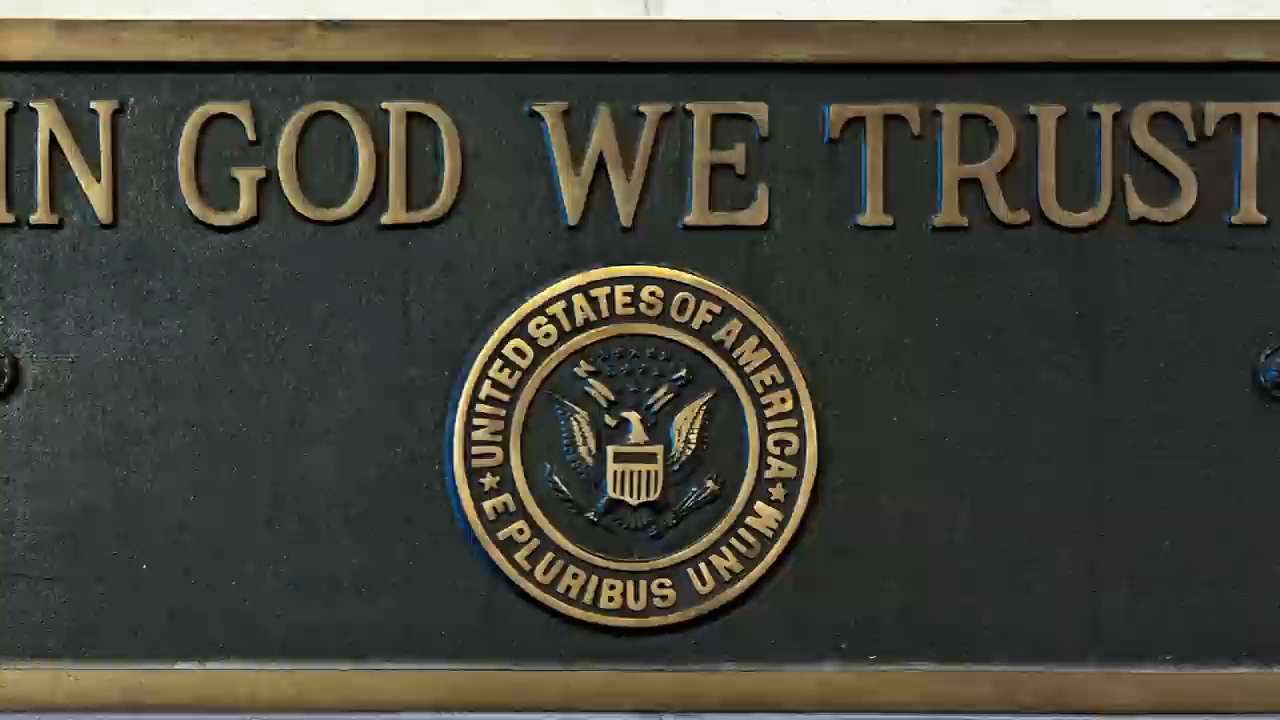 IN GOD WE TRUST
UNITED STATES OF AMERICA
★ E PLURIBUS UNUM ★